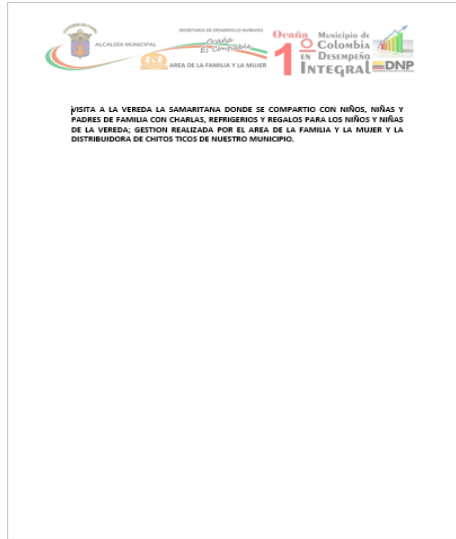 SECRETARIA DE DESARROLLO HUMANO
ALCALDIA MUNICIPAL
Ocaña
Es Confiable
AREA DE LA FAMILIA Y LA MUJER
Ocaña
1º
Municipio de
Colombia
EN DESEMPEÑO
INTEGRAL
DNP
VISITA A LA VEREDA LA SAMARITANA DONDE SE COMPARTIO CON NIÑOS, NIÑAS Y
PADRES DE FAMILIA CON CHARLAS, REFRIGERIOS Y REGALOS PARA LOS NIÑOS Y NIÑAS
DE LA VEREDA; GESTION REALIZADA POR EL AREA DE LA FAMILIA Y LA MUJER Y LA
DISTRIBUIDORA DE CHITOS TICOS DE NUESTRO MUNICIPIO.